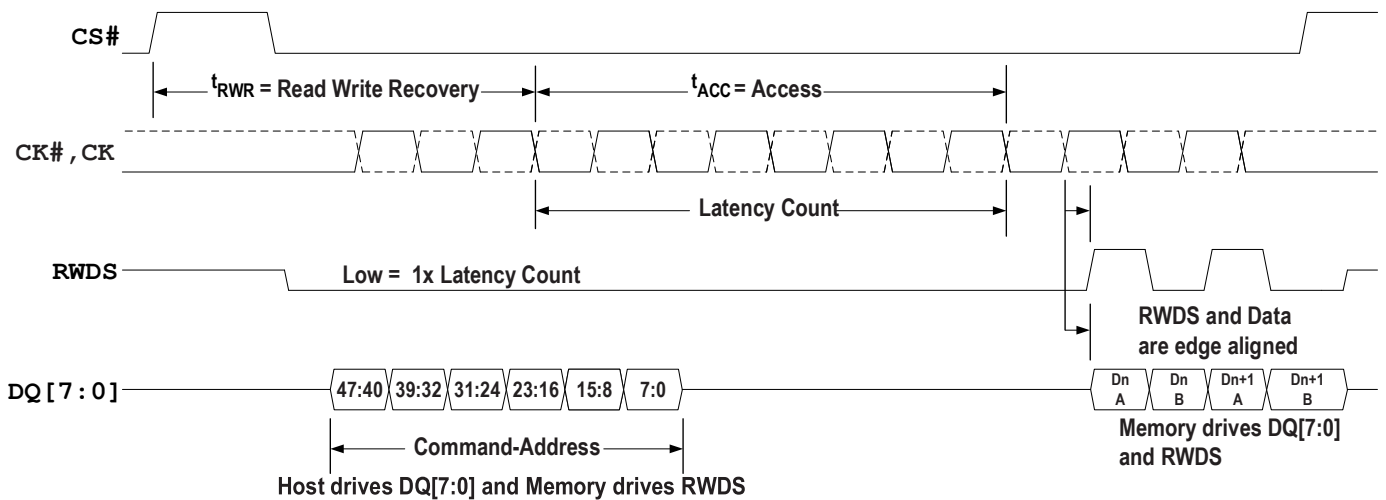 CS#
tRWR = Read Write Recovery
tACC = Access
CK#,CK
Latency Count
RWDS
Low = 1x Latency Count
RWDS and Data
are edge aligned
DQ[7:0]
47:40 39:32 31:24 23:16 15:8 7:0
Dn Dn Dn+1 Dn+1
A B A B
Command-Address
Memory drives DQ[7:0]
and RWDS
Host drives DQ[7:0] and Memory drives RWDS